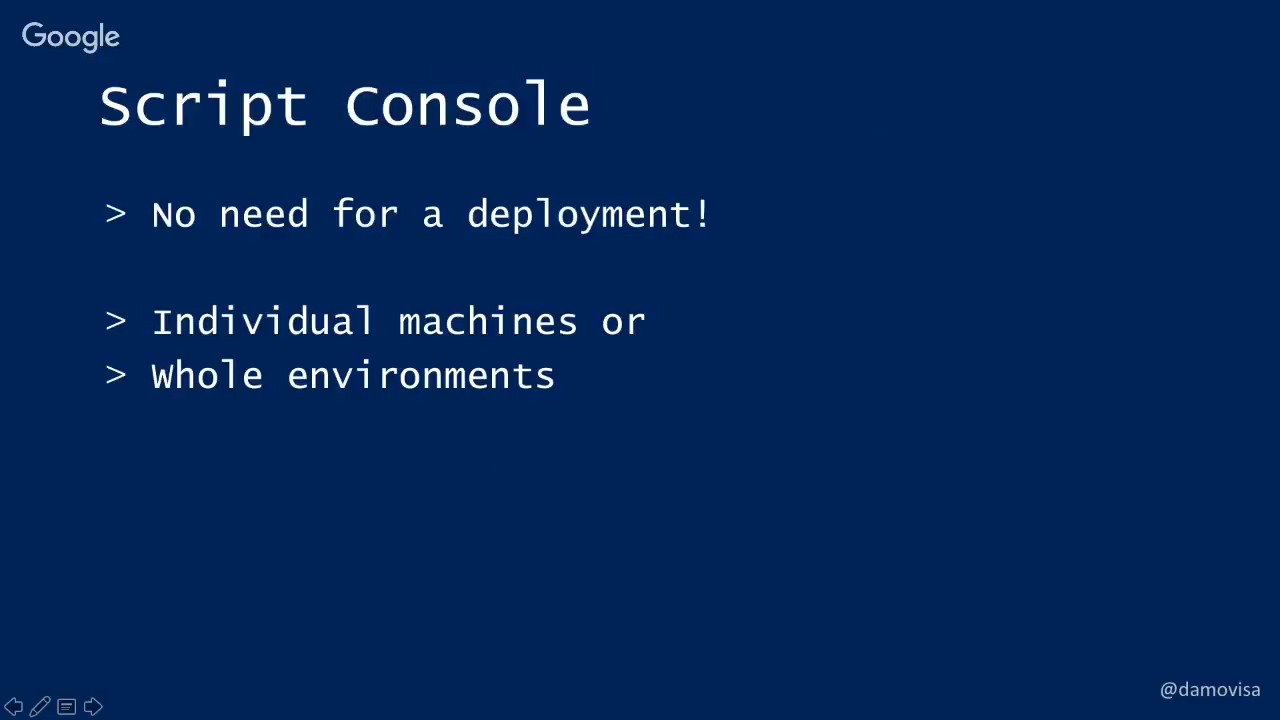 Google
Script Console
> No need for a deployment!
> Individual machines or
> Whole environments
@damovisa